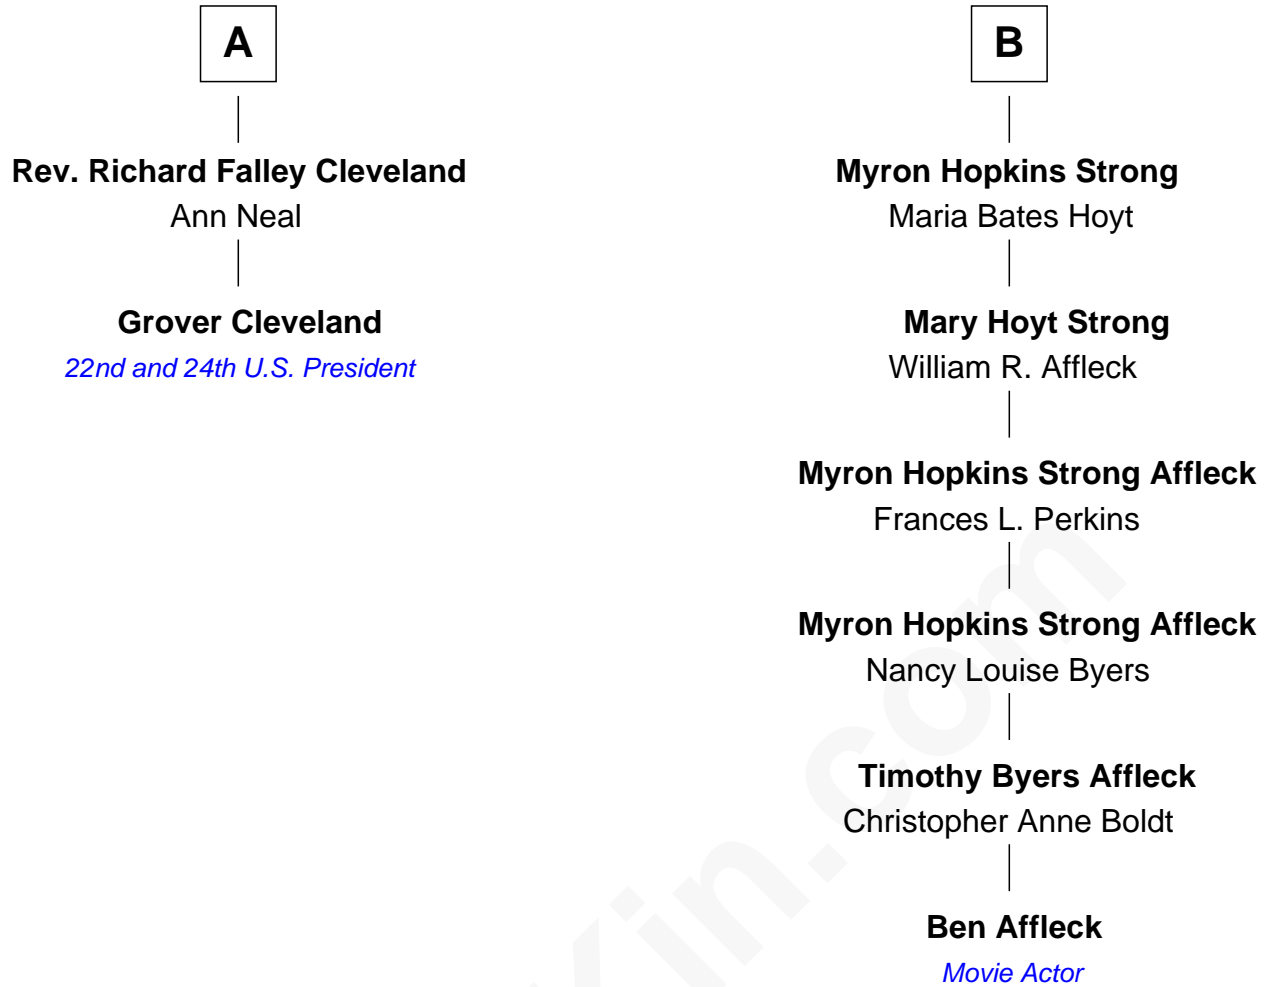 A
Rev. Richard Falley Cleveland
Ann Neal
Grover Cleveland
22nd and 24th U.S. President
B
Myron Hopkins Strong
Maria Bates Hoyt
Mary Hoyt Strong
William R. Affleck
Myron Hopkins Strong Affleck
Frances L. Perkins
Myron Hopkins Strong Affleck
Nancy Louise Byers
Timothy Byers Affleck
Christopher Anne Boldt
Ben Affleck
Movie Actor
Kin.com